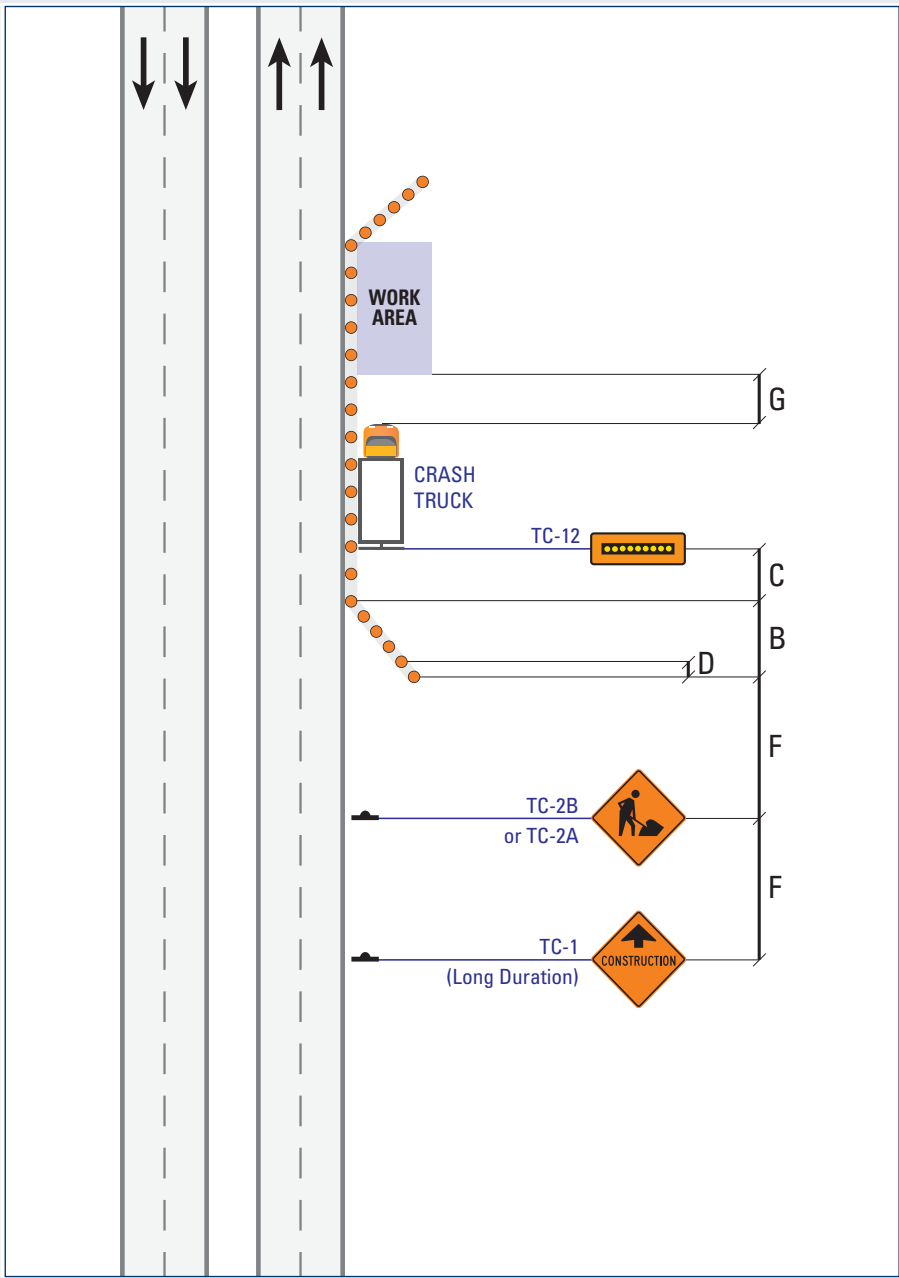 WORK
AREA
G
CRASH
TRUCK
TC-12
C
B
D
F
TC-2B
or TC-2A
F
TC-1
(Long Duration)
CONSTRUCTION